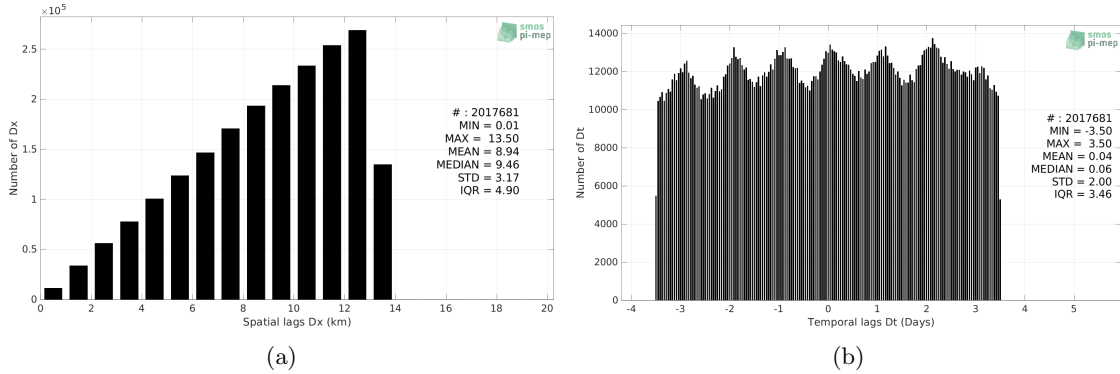 ×10⁵
2.5
2
1.5
1
0.5
0
Number of Dx
0 2 4 6 8 10 12 14 16 18 20
Spatial lags Dx (km)
smos
pi-mep
# : 2017681
MIN = 0.01
MAX = 13.50
MEAN = 8.94
MEDIAN = 9.46
STD = 3.17
IQR = 4.90
(a)
14000
12000
10000
8000
6000
4000
2000
0
Number of Dt
-4 -3 -2 -1 0 1 2 3 4 5
Temporal lags Dt (Days)
smos
pi-mep
# : 2017681
MIN = -3.50
MAX = 3.50
MEAN = 0.04
MEDIAN = 0.06
STD = 2.00
IQR = 3.46
(b)